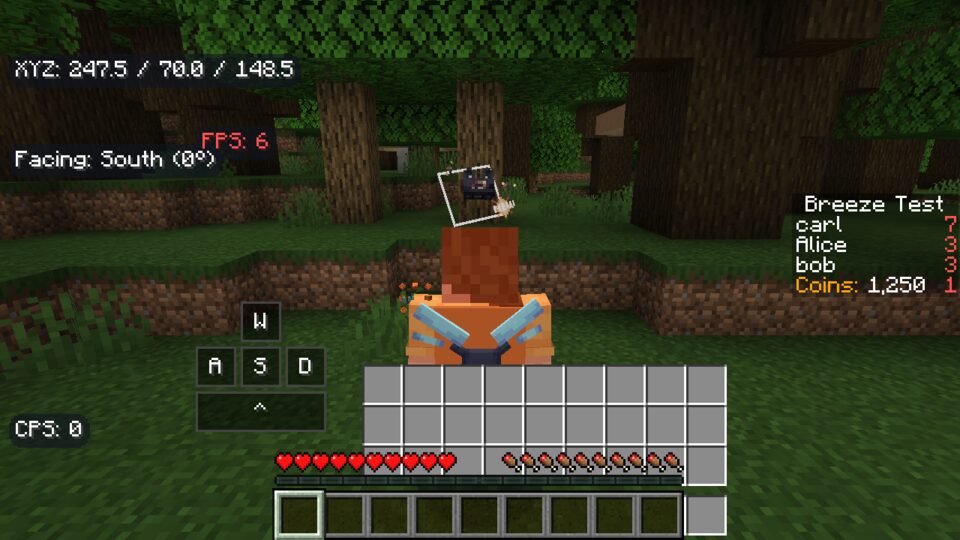 XYZ: 247.5 / 70.0 / 148.5
FPS: 6
Facing: South (0°)
Breeze Test
carl 7
Alice 3
bob 3
Coins: 1,250 1
W
A S D
^
CPS: 0